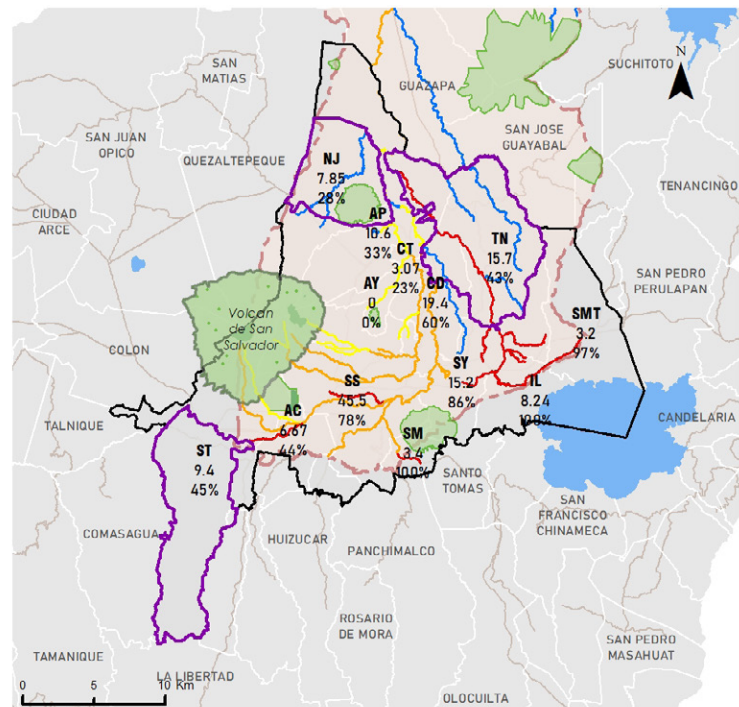 SAN
MATIAS
GUAZAPA
SUCHITOTO
N
SAN JUAN
OPICO
QUEZALTEPEQUE
SAN JOSE
GUAYABAL
TENANCINGO
NJ
7.85
28%
CIUDAD
ARCE
AP
10.6
33%
CT
3.07
23%
TN
15.7
43%
AY
0
0%
CD
19.4
60%
SAN PEDRO
PERULAPAN
Volcan
de San
Salvador
SMT
3.2
97%
COLON
SY
15.2
86%
SS
45.5
78%
IL
8.24
AC
6.67
44%
CANDELARIA
TALNIQUE
SM
3.4
100%
ST
9.4
45%
SANTO
TOMAS
SAN
FRANCISCO
CHINAMECA
COMASAGUA
HUIZUCAR
PANCHIMALCO
ROSARIO
DE MORA
SAN PEDRO
MASAHUAT
TAMANIQUE
LA LIBERTAD
OLOCUILTA
0 5 10 Km